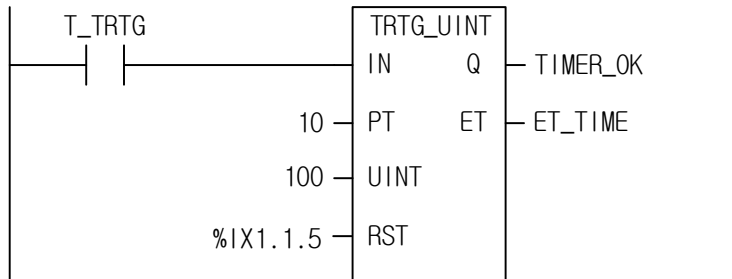 T_TRTG TRTG_UINT
IN Q TIMER_OK
10 PT ET ET_TIME
100 UINT
%IX1.1.5 RST